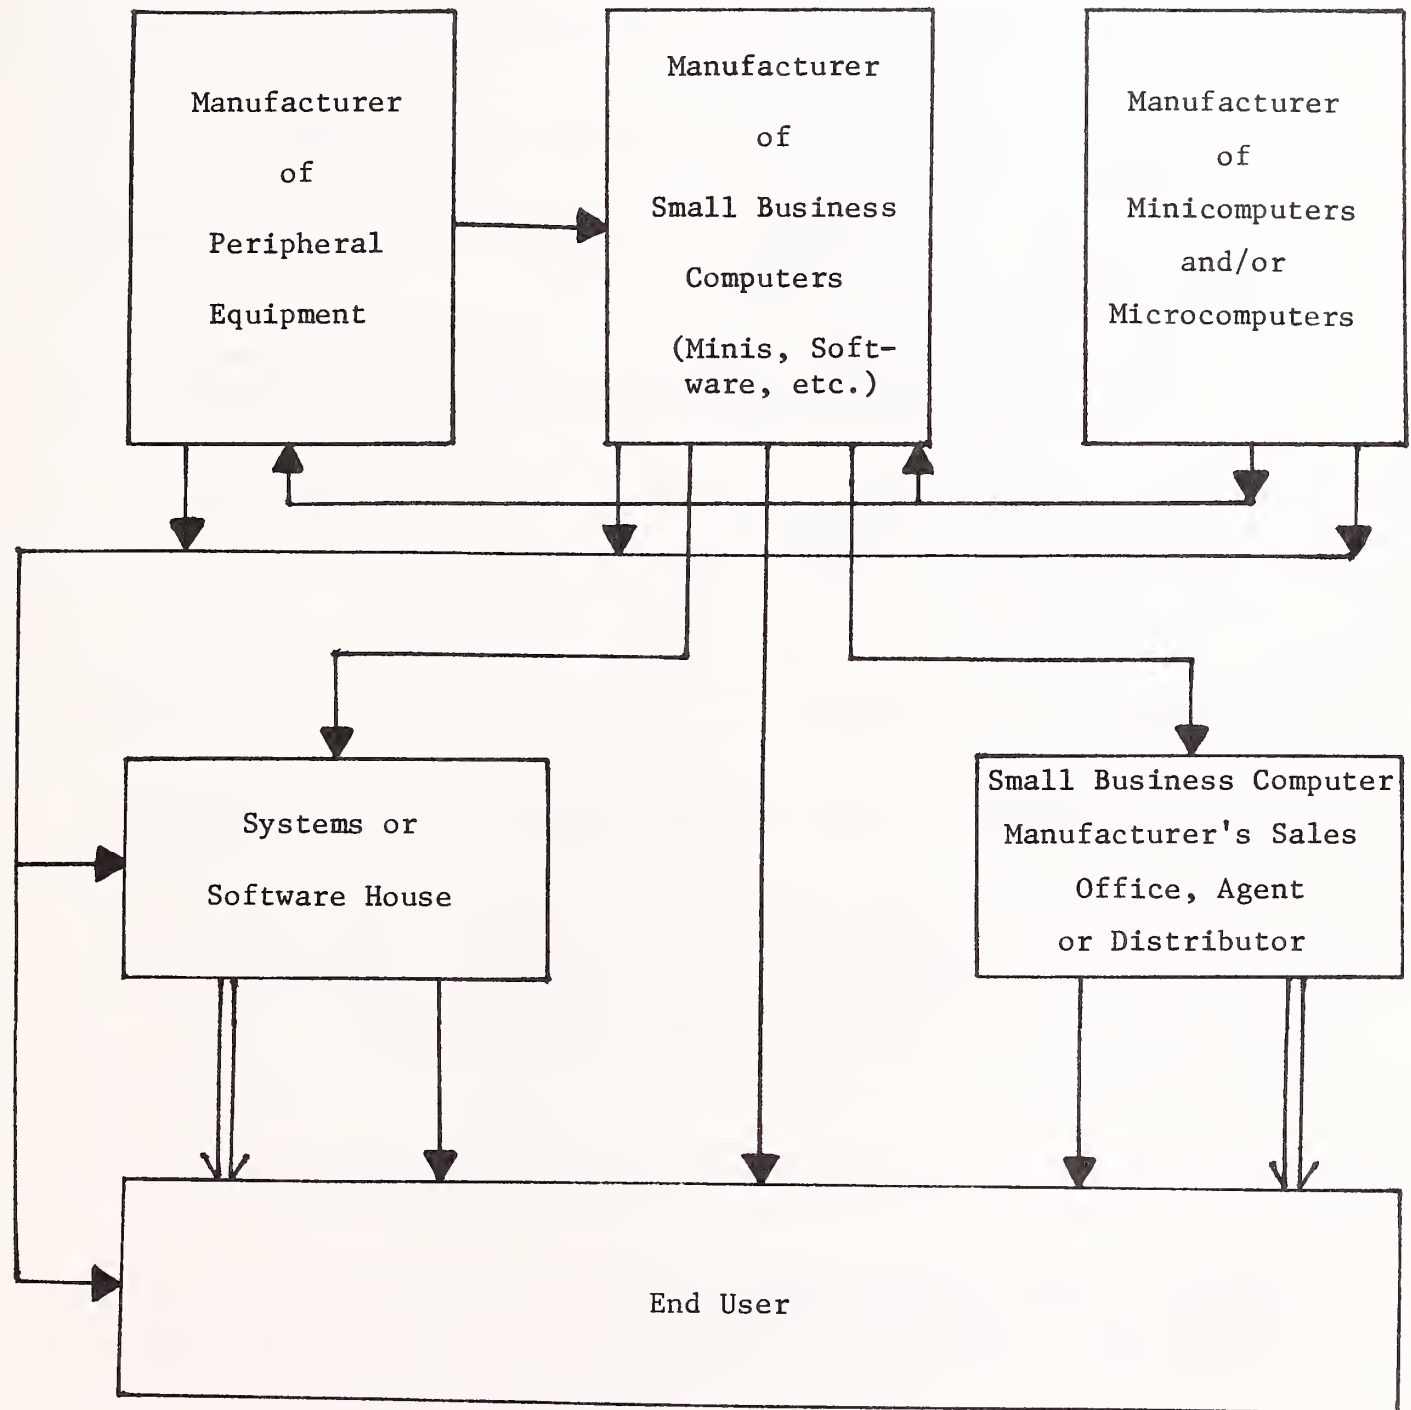 Manufacturer
of
Peripheral
Equipment
Manufacturer
of
Small Business
Computers
(Minis, Soft-
ware, etc.)
Manufacturer
of
Minicomputers
and/or
Microcomputers
Systems or
Software House
Small Business Computer
Manufacturer's Sales
Office, Agent
or Distributor
End User